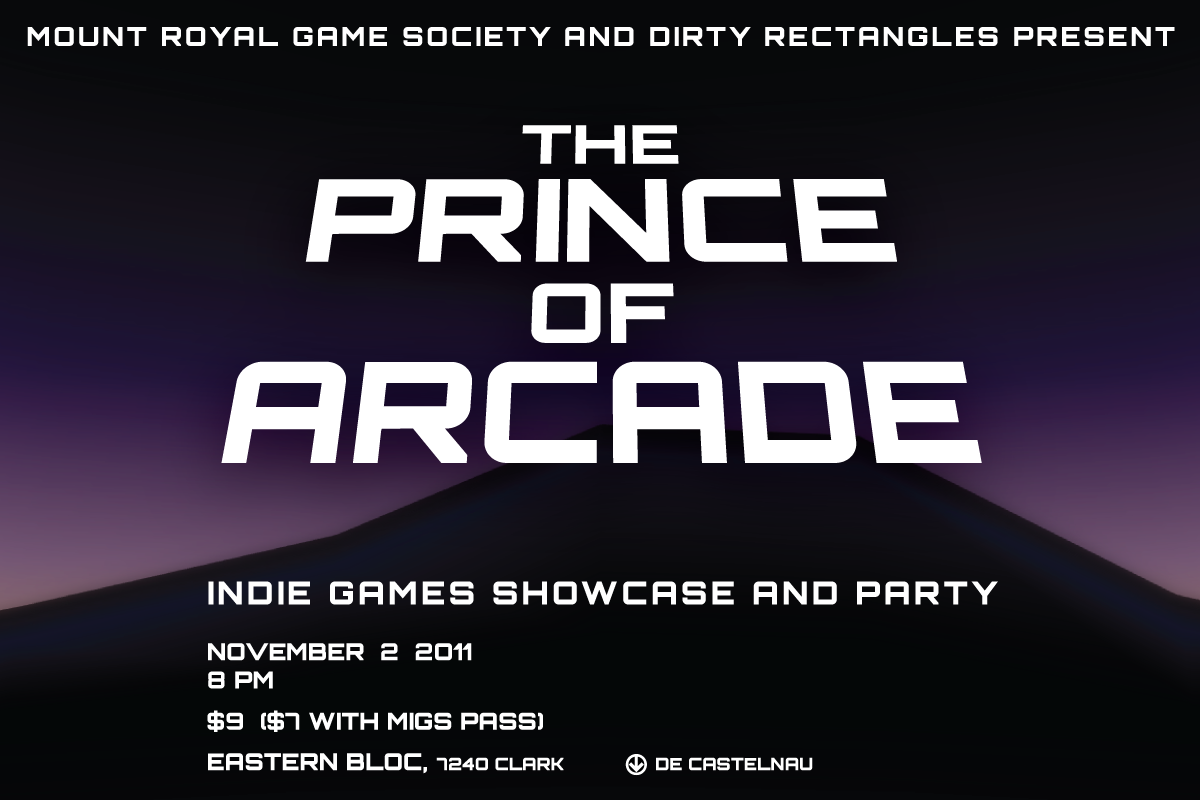 MOUNT ROYAL GAME SOCIETY AND DIRTY RECTANGLES PRESENT
THE
PRINCE
OF
ARCADE
INDIE GAMES SHOWCASE AND PARTY
NOVEMBER 2 2011
8 PM
$9 ($7 WITH MIGS PASS)
EASTERN BLOC, 7240 CLARK DE CASTELNAU